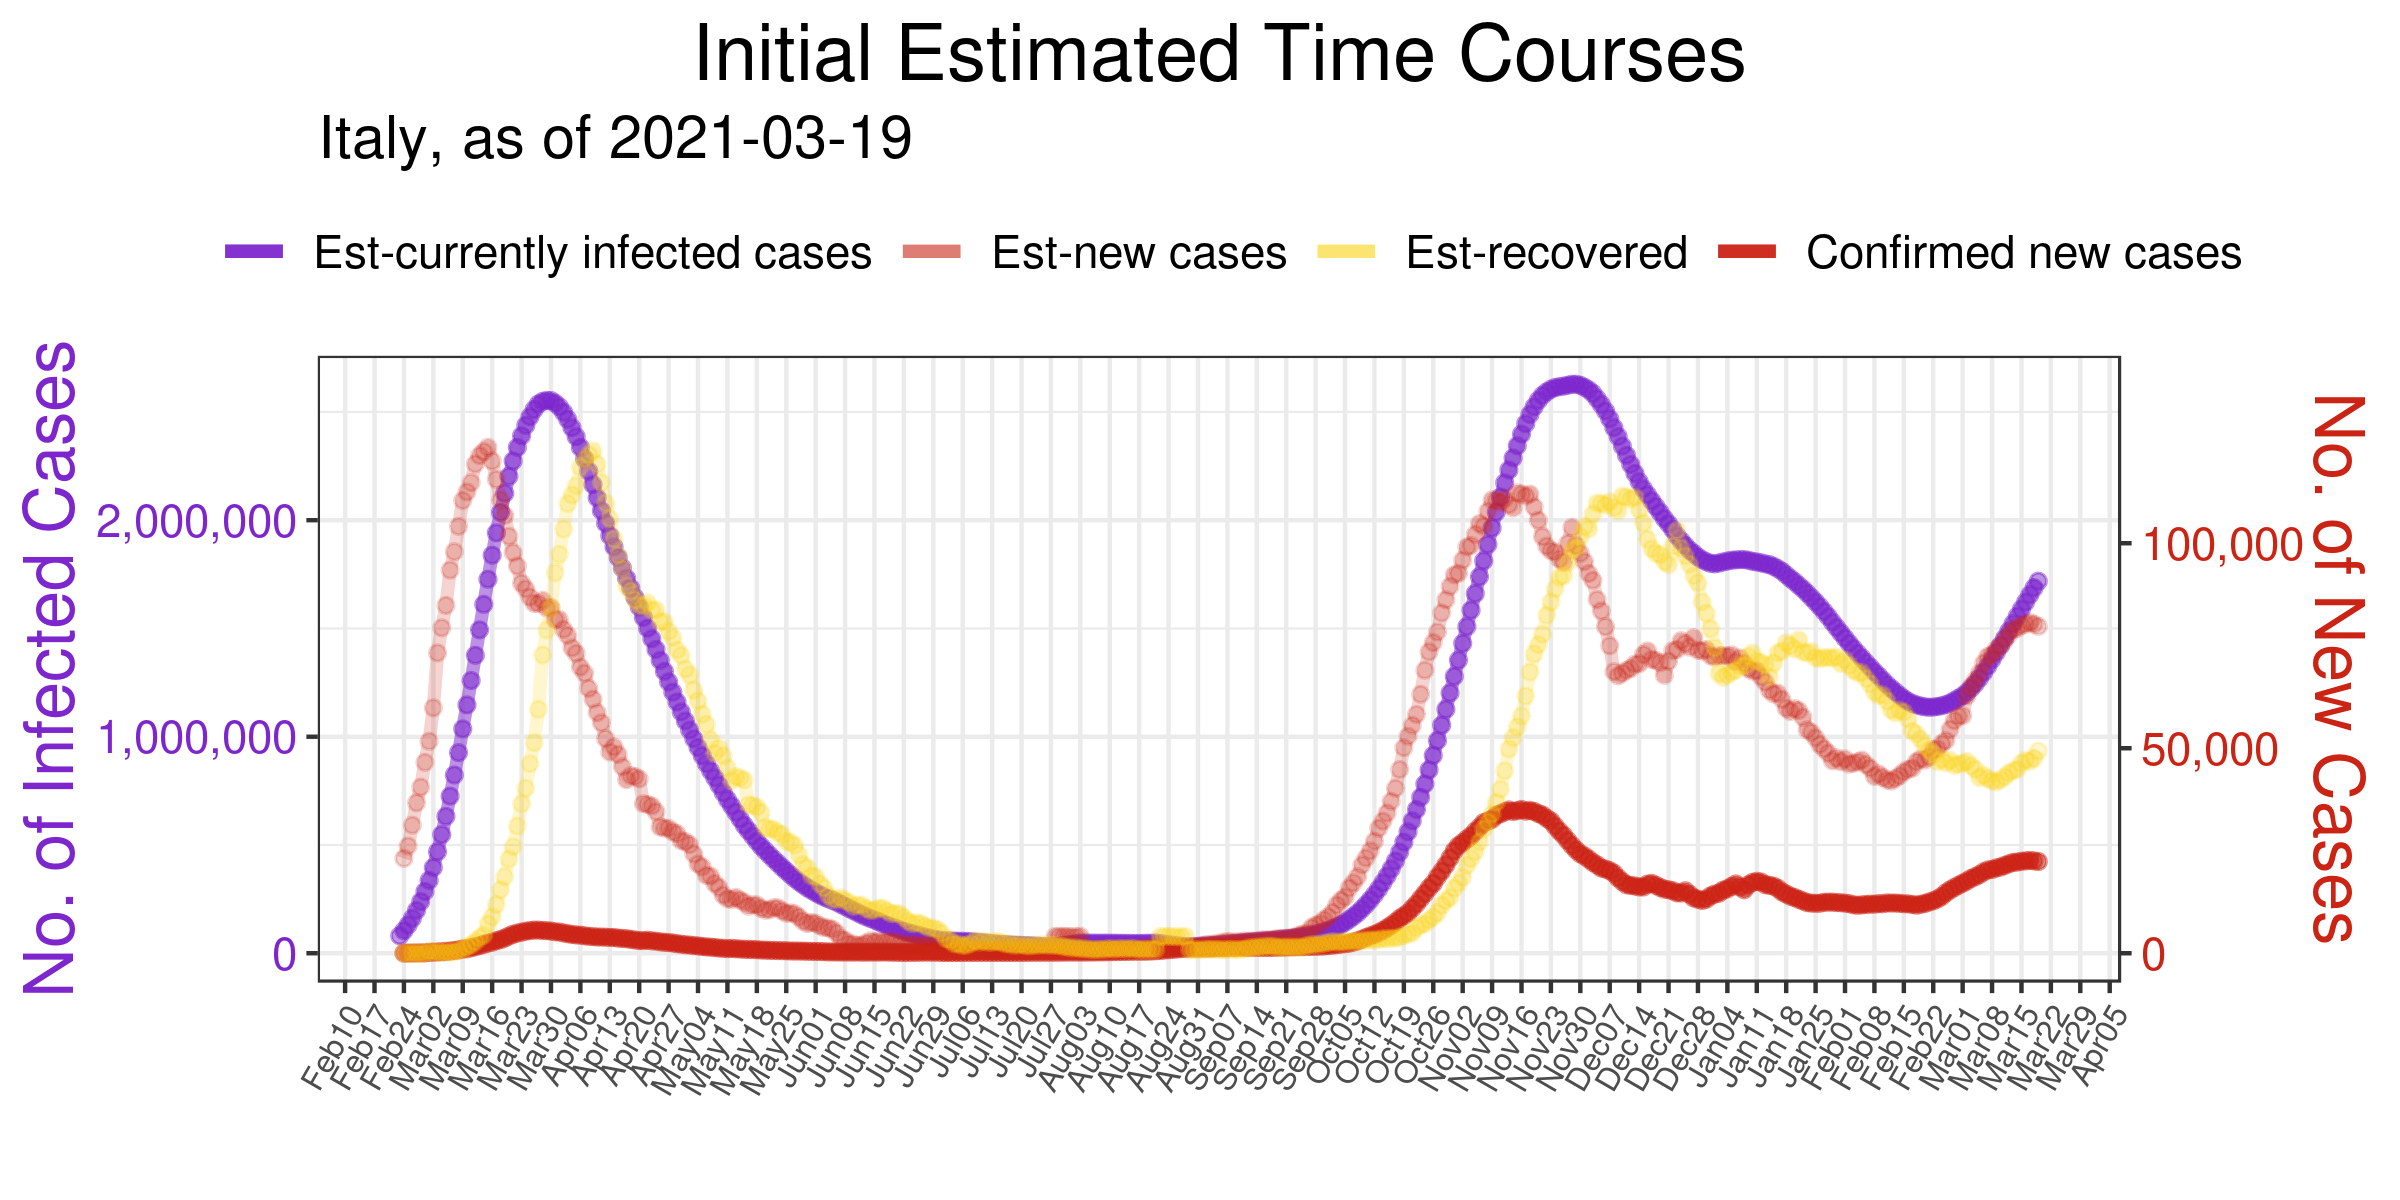 Initial Estimated Time Courses
Italy, as of 2021-03-19
Est-currently infected cases Est-new cases Est-recovered Confirmed new cases
No. of Infected Cases
2,000,000
1,000,000
0
100,000
50,000
0
No. of New Cases
Feb10 Feb17 Feb24 Mar02 Mar09 Mar16 Mar23 Mar30 Apr06 Apr13 Apr20 Apr27 May04 May11 May18 May25 Jun01 Jun08 Jun15 Jun22 Jun29 Jul06 Jul13 Jul20 Jul27 Aug03 Aug10 Aug17 Aug24 Aug31 Sep07 Sep14 Sep21 Sep28 Oct05 Oct12 Oct19 Oct26 Nov02 Nov09 Nov16 Nov23 Nov30 Dec07 Dec14 Dec21 Dec28 Jan04 Jan11 Jan18 Jan25 Feb01 Feb08 Feb15 Feb22 Mar01 Mar08 Mar15 Mar22 Mar29 Apr05